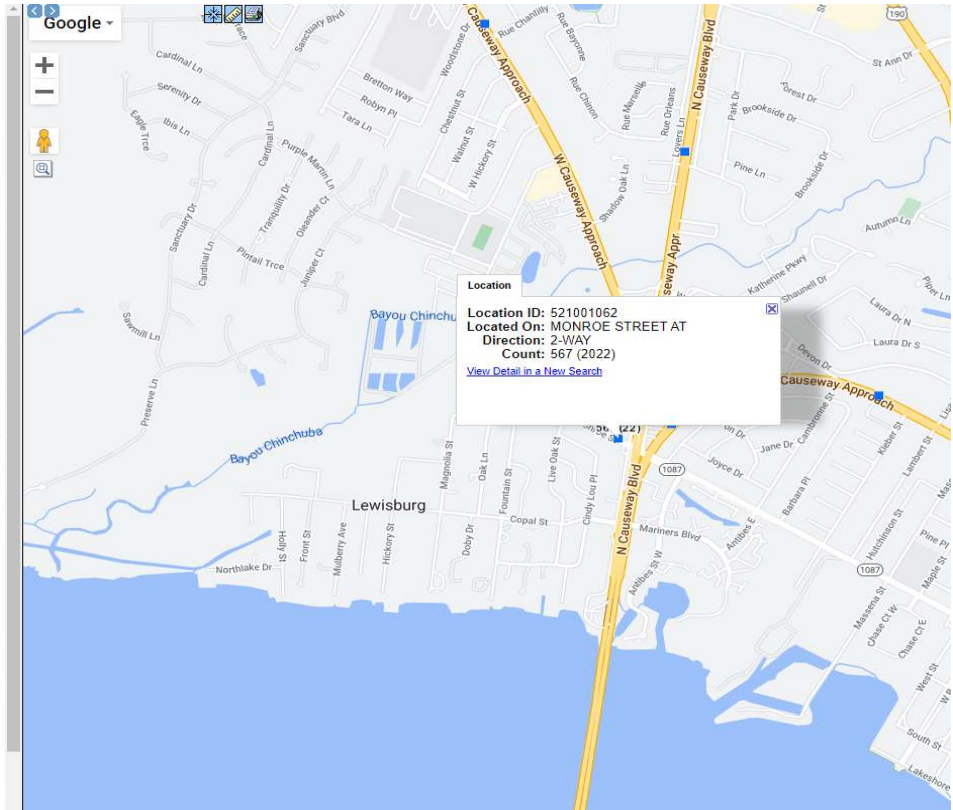 Google
190
Rue Chantilly
Sanctuary Blvd
Trace
Woodstone Dr
Causeway Approach
Rue Bayonne
N Causeway Blvd
St Ann Dr
Cardinal Ln
Serenity Dr
Bretton Way
Robyn Pl
Tara Ln
Chestnut St
Rue Chinon
Rue Marseille
Rue Orleans
Lovers Ln
Park Dr
Forest Dr
Brookside Dr
Eagle Trce
Ibis Ln
Cardinal Ln
Purple Martin Ln
Walnut St
W Hickory St
W Causeway Approach
Shadow Oak Ln
Pine Ln
Brookside Dr
Sanctuary Dr
Tranquility Dr
Oleander Ct
Autumn Ln
Cardinal Ln
Pintail Trce
Juniper Ct
Katherine Pkwy
Shaunell Dr
Piper Ln
seway Appr
Location
Location ID: 521001062
Located On: MONROE STREET AT
Direction: 2-WAY
Count: 567 (2022)
View Detail in a New Search
Sawmill Ln
Bayou Chinchu
Laura Dr N
Laura Dr S
Devon Dr
Preserve Ln
Causeway Approach
Cambronne St
Bayou Chinchuba
Magnolia St
Oak Ln
Fountain St
Live Oak St
Cindy Lou Pl
on Dr
Jane Dr
Joyce Dr
1087
Barbara Pl
Kleber St
Lambert St
Lewisburg
Copal St
N Causeway Blvd
Mariners Blvd
Antibes E
Hutchinson St
Pine Pl
Holly St
Front St
Mulberry Ave
Hickory St
Doby Dr
Northlake Dr
Antibes St W
1087
Maple St
Massena St
Chase Ct W
Chase Ct E
West St
South St
Lakeshore